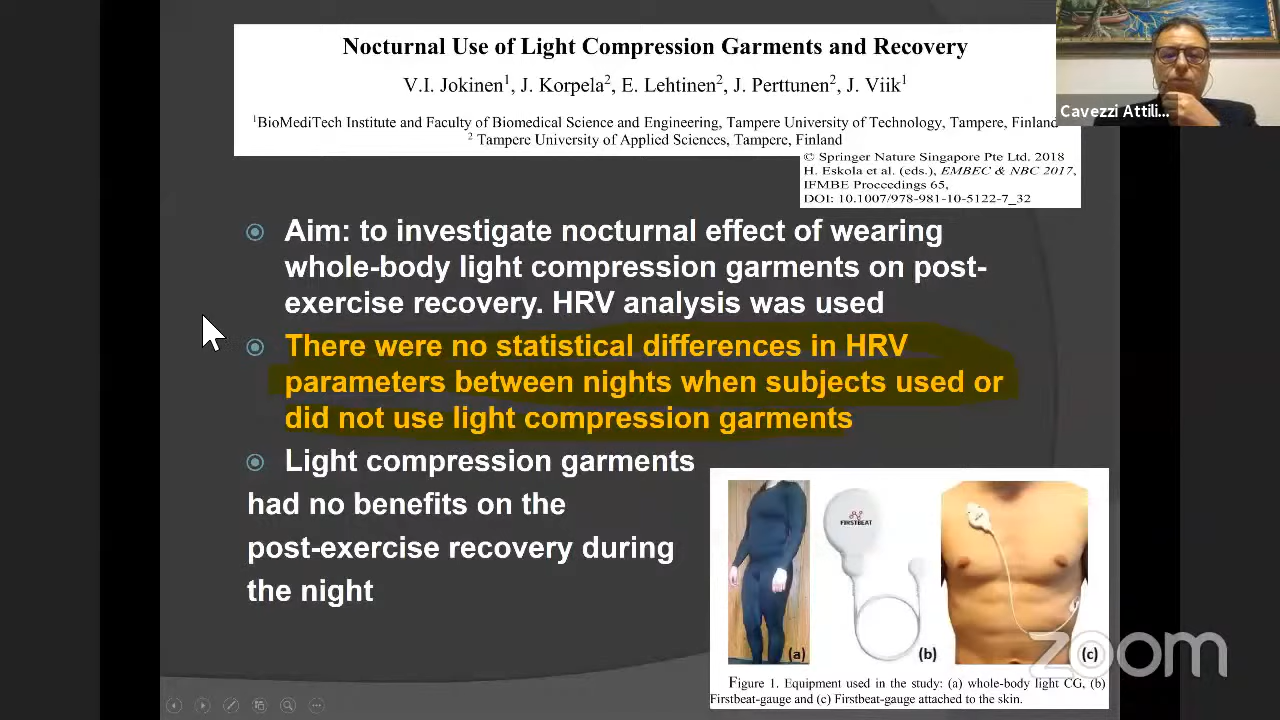 Nocturnal Use of Light Compression Garments and Recovery
V.I. Jokinen1, J. Korpela2, E. Lehtinen2, J. Perttunen2, J. Viik1
1BioMediTech Institute and Faculty of Biomedical Science and Engineering, Tampere University of Technology, Tampere, Finland
2 Tampere University of Applied Sciences, Tampere, Finland
Cavezzi Attili...
© Springer Nature Singapore Pte Ltd. 2018
H. Eskola et al. (eds.), EMBEC & NBC 2017,
IFMBE Proceedings 65,
DOI: 10.1007/978-981-10-5122-7_32
Aim: to investigate nocturnal effect of wearing
whole-body light compression garments on post-
exercise recovery. HRV analysis was used
There were no statistical differences in HRV
parameters between nights when subjects used or
did not use light compression garments
Light compression garments
had no benefits on the
post-exercise recovery during
the night
FIRSTBEAT
(a)
(b)
(c)
zoom
Figure 1. Equipment used in the study: (a) whole-body light CG, (b)
Firstbeat-gauge and (c) Firstbeat-gauge attached to the skin.